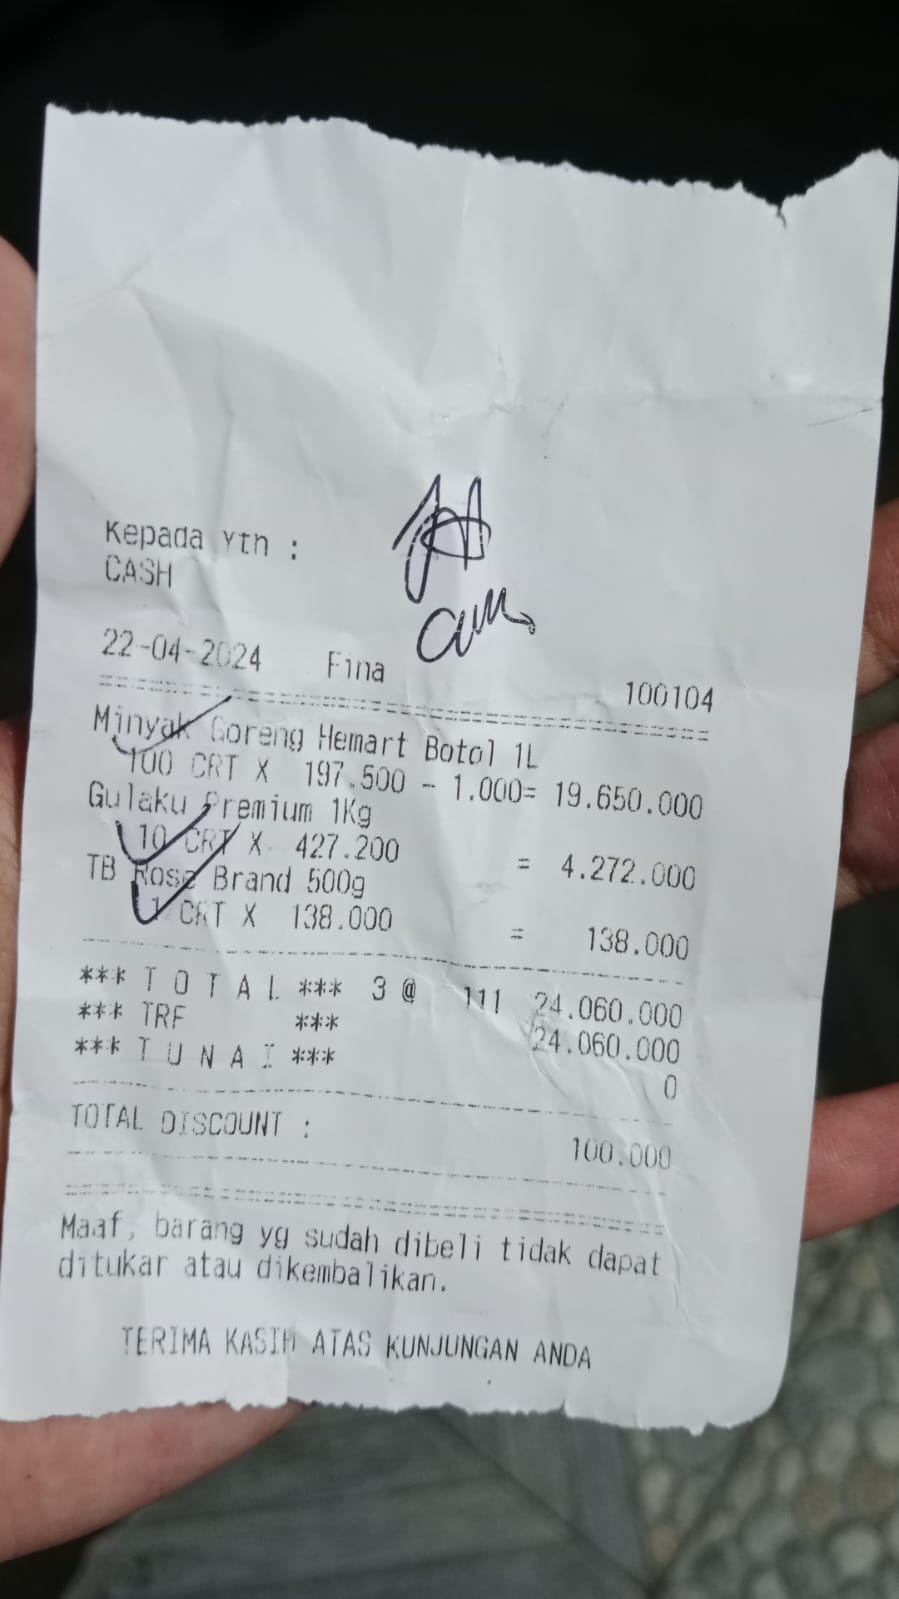 Kepada Yth :
CASH
22-04-2024 Fina 100104
Minyak Goreng Hemart Botol 1L
100 CRT X 197.500 - 1.000= 19.650.000
Gulaku Premium 1Kg
10 CRT X 427.200 = 4.272.000
TB Rose Brand 500g
1 CRT X 138.000 = 138.000
*** T O T A L *** 3 @ 111 24.060.000
*** TRF *** 24.060.000
*** T U N A I *** 0
TOTAL DISCOUNT : 100.000
Maaf, barang yg sudah dibeli tidak dapat
ditukar atau dikembalikan.
TERIMA KASIH ATAS KUNJUNGAN ANDA